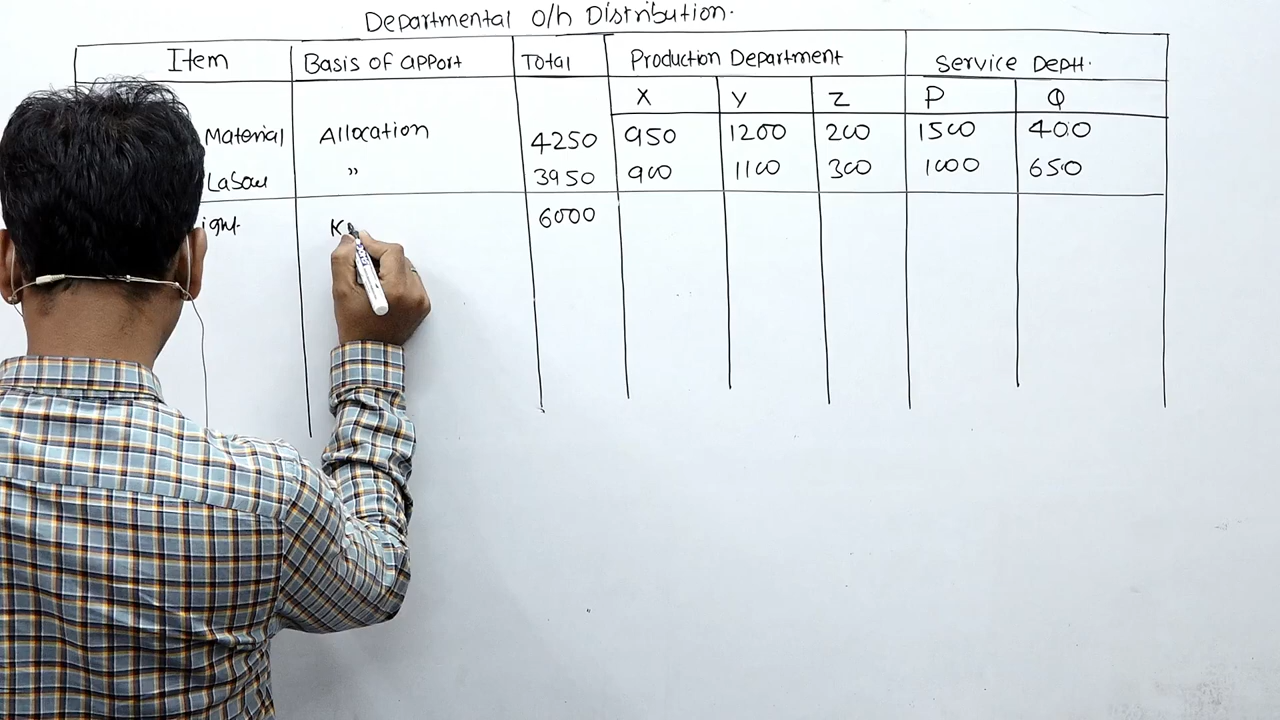 Departmental o/h Distribution.
Item Basis of apport Total Production Department Service Deptt.
X Y Z P Q
Material Allocation 4250 950 1200 200 1500 400
Labour " 3950 900 1100 300 1000 650
6000